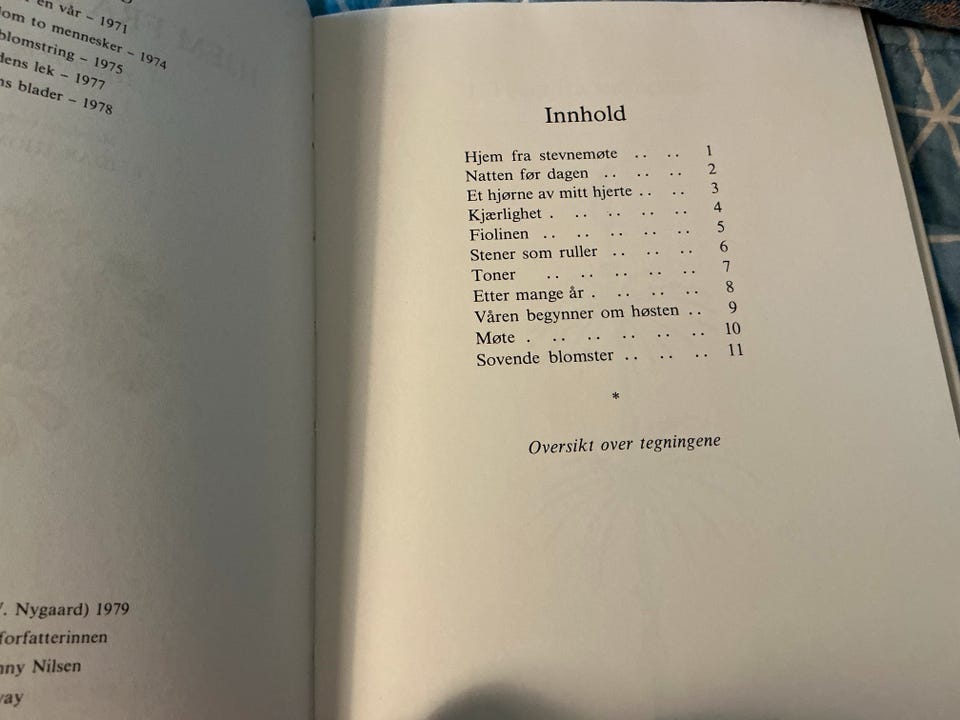 en vår – 1971
om to mennesker – 1974
blomstring – 1975
dens lek – 1977
ns blader – 1978
. Nygaard) 1979
forfatterinnen
nny Nilsen
way
Innhold
Hjem fra stevnemøte .. .. 1
Natten før dagen .. .. .. 2
Et hjørne av mitt hjerte .. .. 3
Kjærlighet . .. .. .. .. 4
Fiolinen .. .. .. .. .. 5
Stener som ruller .. .. .. 6
Toner .. .. .. .. .. 7
Etter mange år . .. .. .. 8
Våren begynner om høsten .. 9
Møte . .. .. .. .. .. 10
Sovende blomster .. .. .. 11
*
Oversikt over tegningene